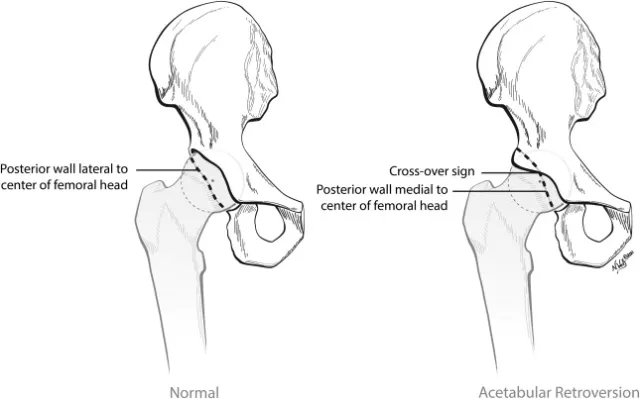 Posterior wall lateral to
center of femoral head
Cross-over sign
Posterior wall medial to
center of femoral head
Normal
Acetabular Retroversion